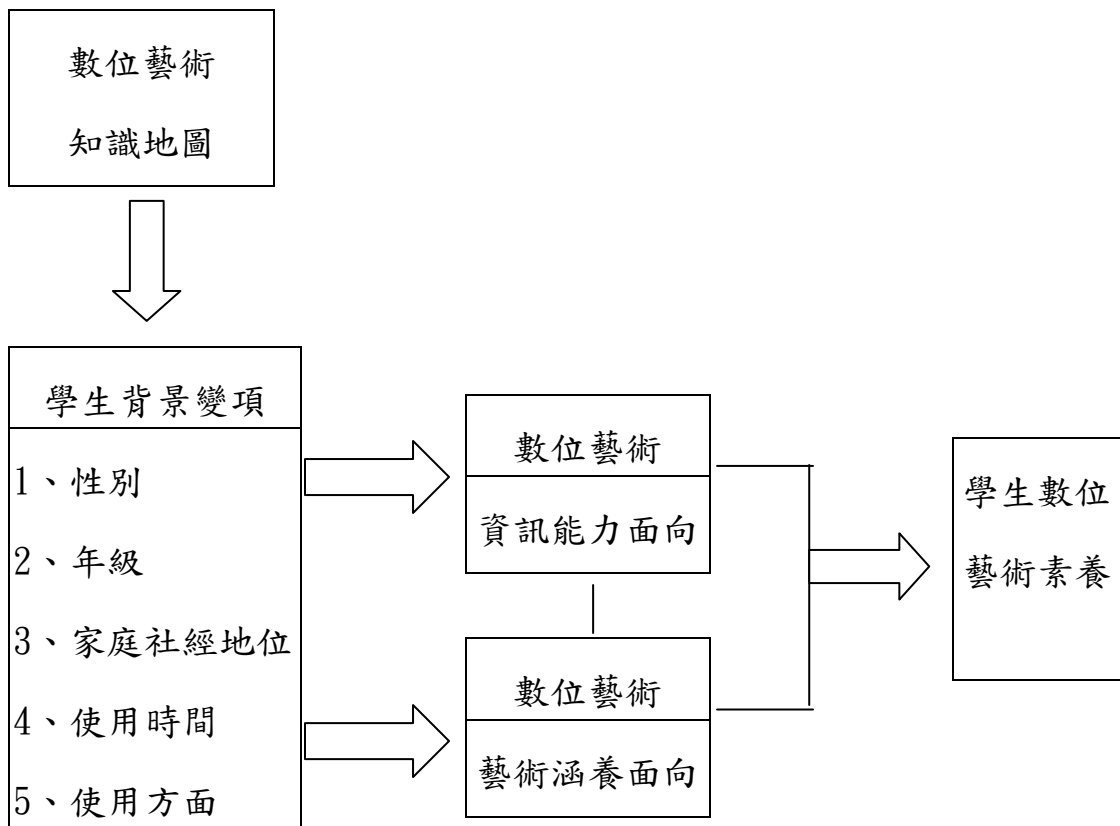 數位藝術
知識地圖
學生背景變項
1、性別
2、年級
3、家庭社經地位
4、使用時間
5、使用方面
數位藝術
資訊能力面向
數位藝術
藝術涵養面向
學生數位
藝術素養